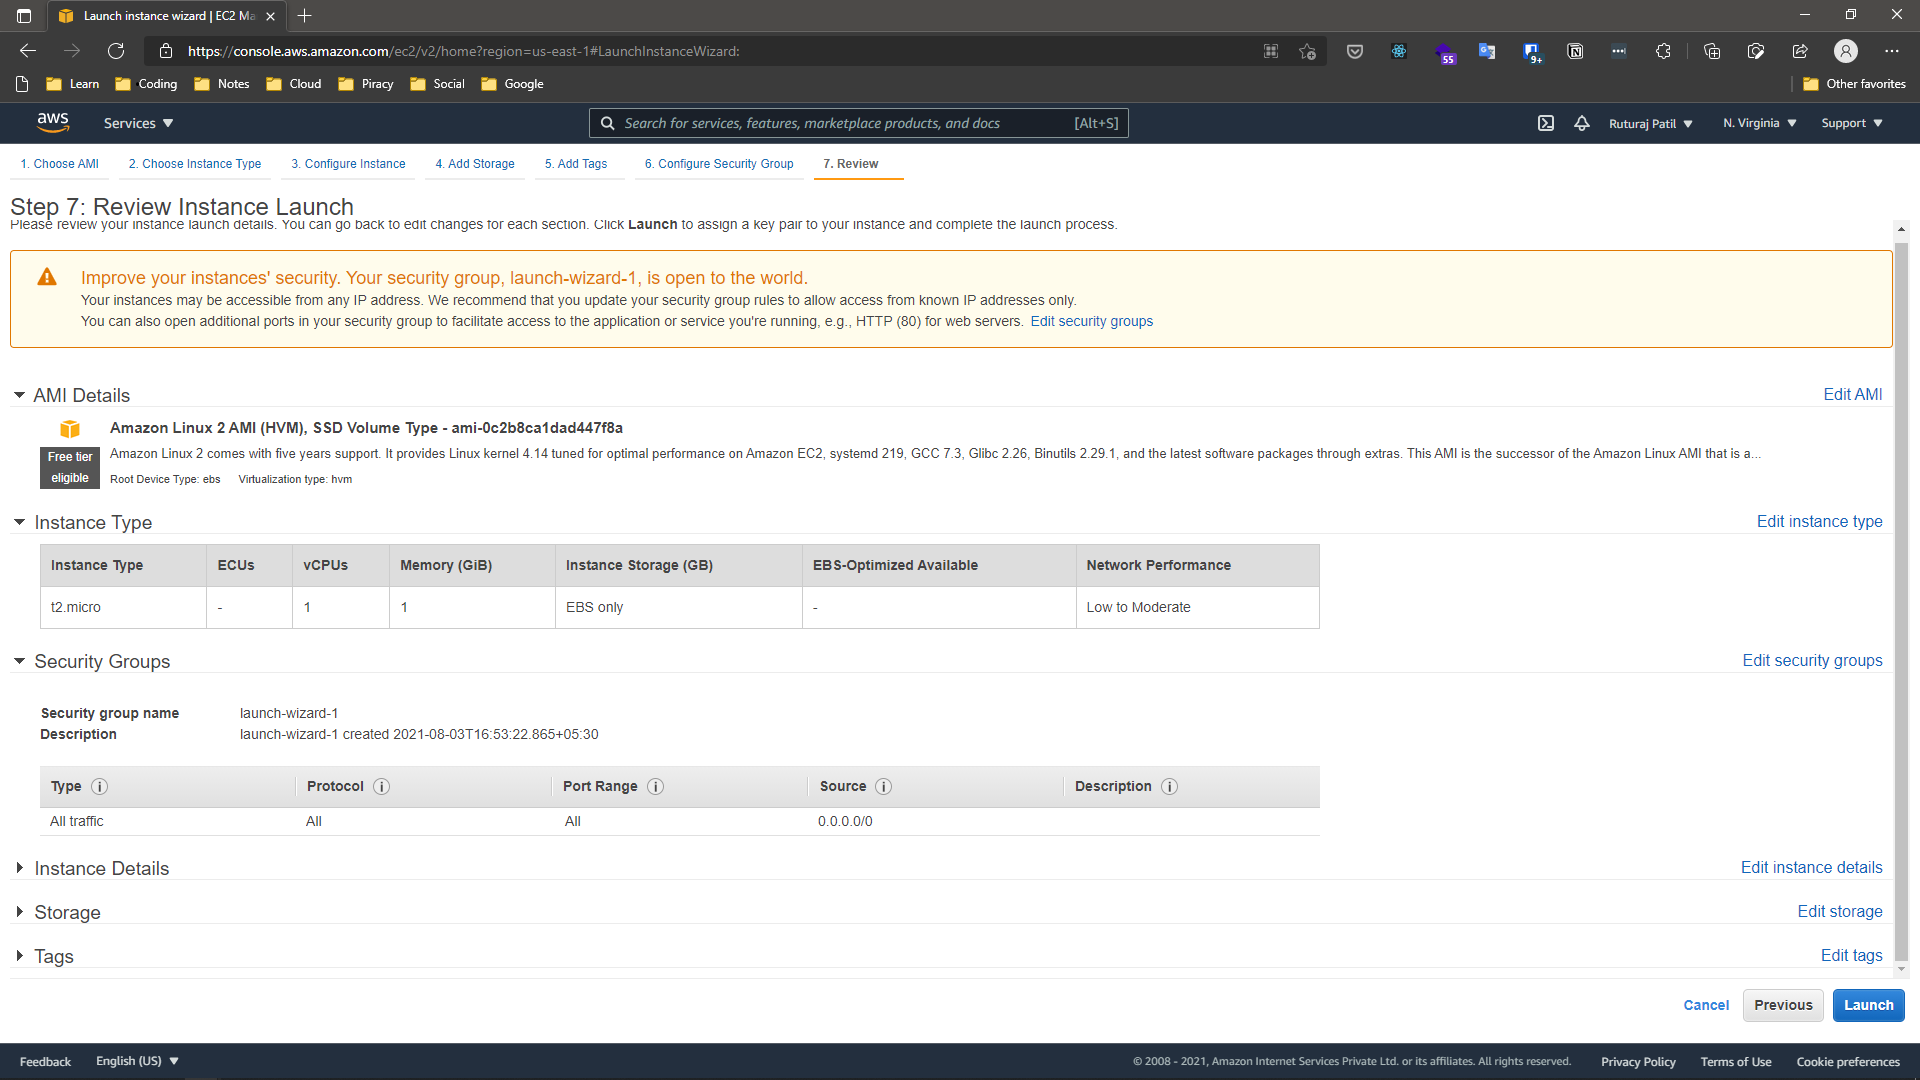 Launch instance wizard | EC2 Ma
https://console.aws.amazon.com/ec2/v2/home?region=us-east-1#LaunchInstanceWizard:
55
9+
Learn Coding Notes Cloud Piracy Social Google Other favorites
aws Services Search for services, features, marketplace products, and docs [Alt+S] Ruturaj Patil N. Virginia Support
1. Choose AMI 2. Choose Instance Type 3. Configure Instance 4. Add Storage 5. Add Tags 6. Configure Security Group 7. Review
Step 7: Review Instance Launch
Please review your instance launch details. You can go back to edit changes for each section. Click Launch to assign a key pair to your instance and complete the launch process.
Improve your instances' security. Your security group, launch-wizard-1, is open to the world.
Your instances may be accessible from any IP address. We recommend that you update your security group rules to allow access from known IP addresses only.
You can also open additional ports in your security group to facilitate access to the application or service you're running, e.g., HTTP (80) for web servers. Edit security groups
AMI Details Edit AMI
Amazon Linux 2 AMI (HVM), SSD Volume Type - ami-0c2b8ca1dad447f8a
Free tier eligible
Amazon Linux 2 comes with five years support. It provides Linux kernel 4.14 tuned for optimal performance on Amazon EC2, systemd 219, GCC 7.3, Glibc 2.26, Binutils 2.29.1, and the latest software packages through extras. This AMI is the successor of the Amazon Linux AMI that is a...
Root Device Type: ebs Virtualization type: hvm
Instance Type Edit instance type
Instance Type ECUs vCPUs Memory (GiB) Instance Storage (GB) EBS-Optimized Available Network Performance
t2.micro - 1 1 EBS only - Low to Moderate
Security Groups Edit security groups
Security group name launch-wizard-1
Description launch-wizard-1 created 2021-08-03T16:53:22.865+05:30
Type Protocol Port Range Source Description
All traffic All All 0.0.0.0/0
Instance Details Edit instance details
Storage Edit storage
Tags Edit tags
Cancel Previous Launch
Feedback English (US) © 2008 - 2021, Amazon Internet Services Private Ltd. or its affiliates. All rights reserved. Privacy Policy Terms of Use Cookie preferences